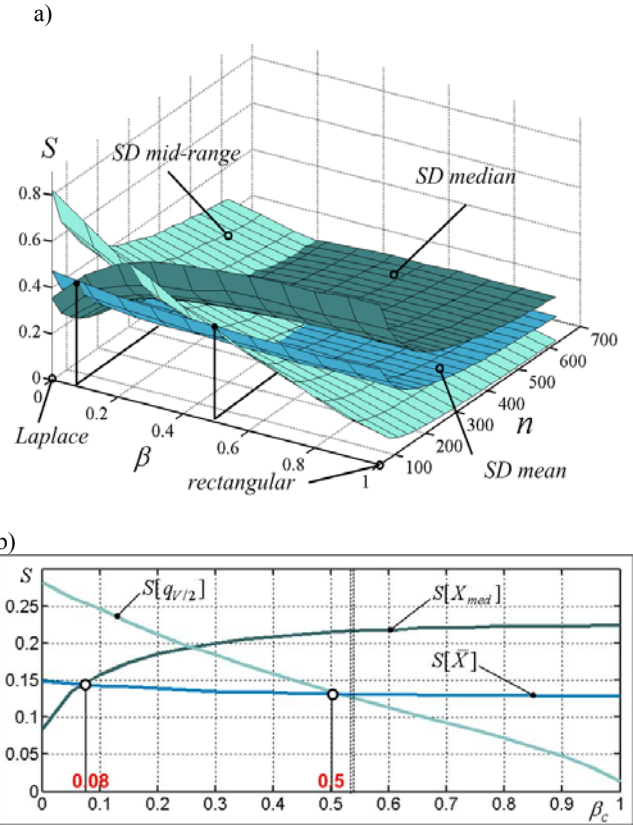 a)
S
SD mid-range
SD median
0.8
0.6
0.4
0.2
0
0
0.2
0.4
0.6
0.8
1
Laplace
β
rectangular
100
200
300
400
500
600
700
n
SD mean
b)
S
S[q_{V/2}]
S[X_{med}]
S[X̄]
0.25
0.2
0.15
0.1
0.05
0
0.08
0.5
0 0.1 0.2 0.3 0.4 0.5 0.6 0.7 0.8 0.9 1
β_c